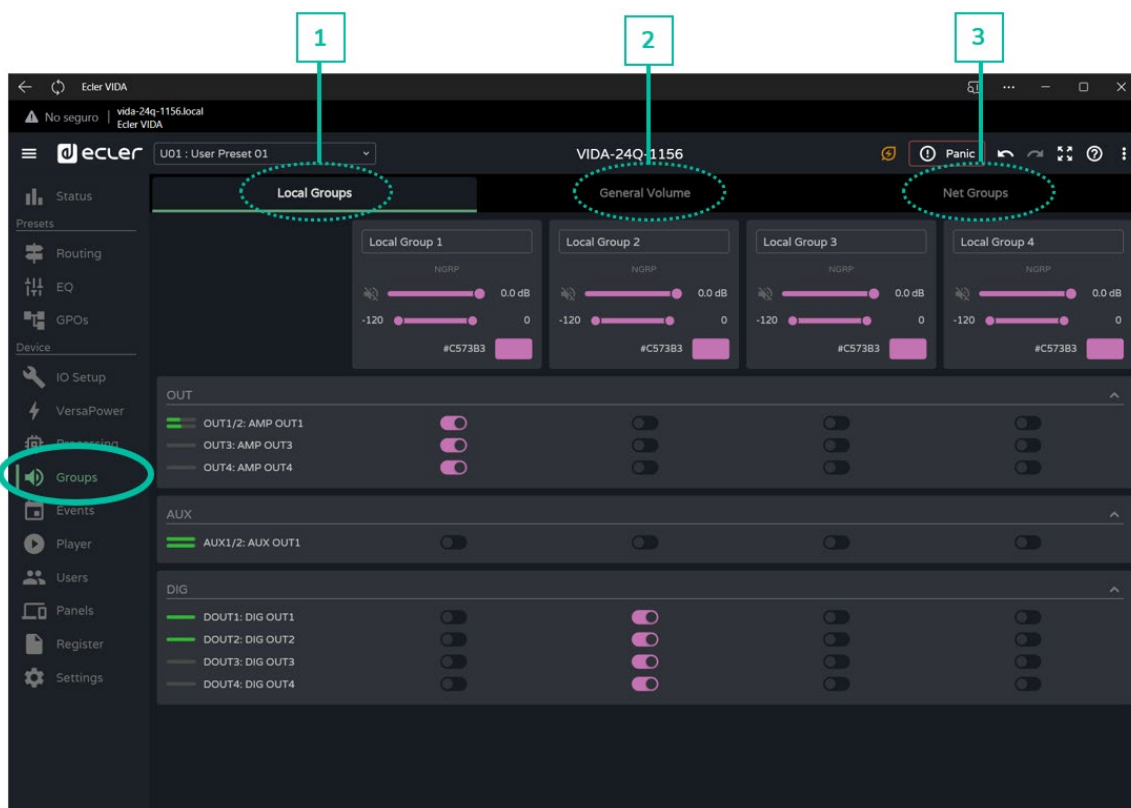 1
2
3
Ecler VIDA
No seguro
vida-24q-1156.local
Ecler VIDA
ecler
U01 : User Preset 01
VIDA-24Q-1156
Panic
Status
Presets
Routing
EQ
GPOs
Device
IO Setup
VersaPower
Processing
Groups
Events
Player
Users
Panels
Register
Settings
Local Groups
General Volume
Net Groups
Local Group 1
NGRP
0.0 dB
-120 0
#C573B3
Local Group 2
NGRP
0.0 dB
-120 0
#C573B3
Local Group 3
NGRP
0.0 dB
-120 0
#C573B3
Local Group 4
NGRP
0.0 dB
-120 0
#C573B3
OUT
OUT1/2: AMP OUT1
OUT3: AMP OUT3
OUT4: AMP OUT4
AUX
AUX1/2: AUX OUT1
DIG
DOUT1: DIG OUT1
DOUT2: DIG OUT2
DOUT3: DIG OUT3
DOUT4: DIG OUT4